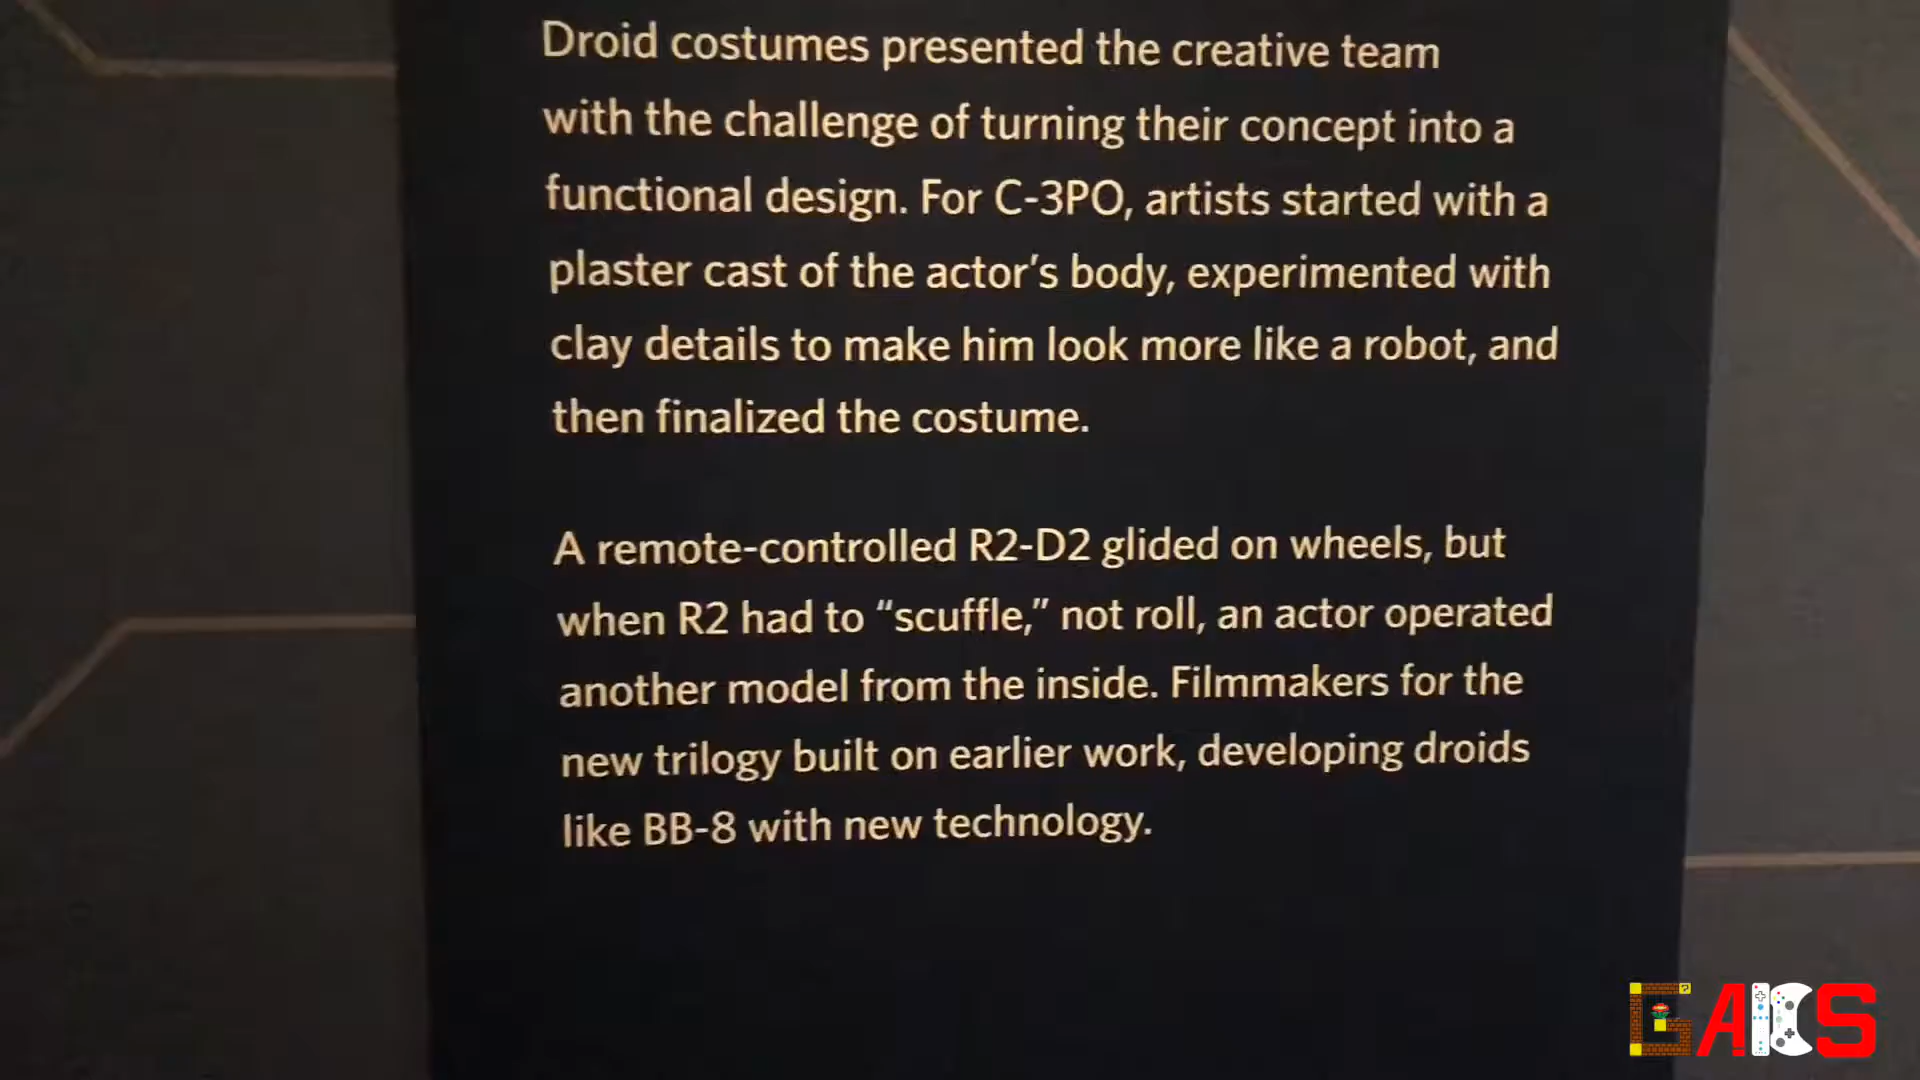 Droid costumes presented the creative team
with the challenge of turning their concept into a
functional design. For C-3PO, artists started with a
plaster cast of the actor’s body, experimented with
clay details to make him look more like a robot, and
then finalized the costume.
A remote-controlled R2-D2 glided on wheels, but
when R2 had to “scuffle,” not roll, an actor operated
another model from the inside. Filmmakers for the
new trilogy built on earlier work, developing droids
like BB-8 with new technology.